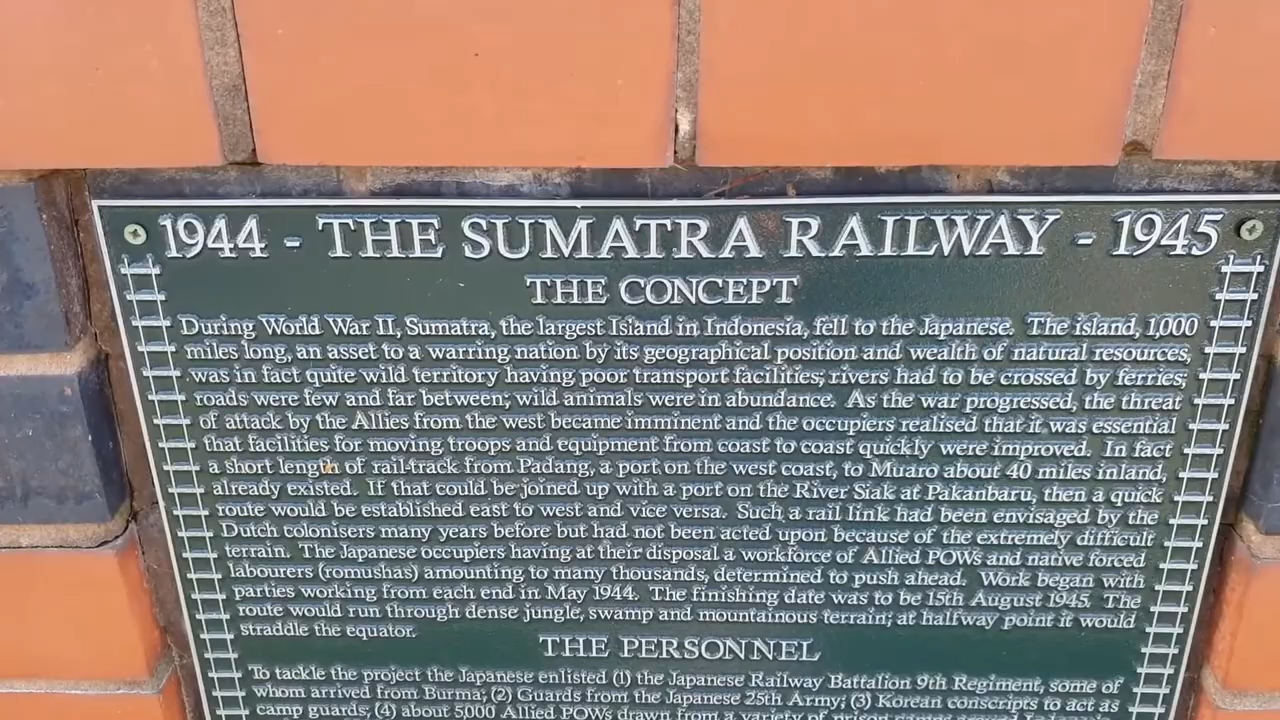 1944 - THE SUMATRA RAILWAY - 1945
THE CONCEPT
During World War II, Sumatra, the largest Island in Indonesia, fell to the Japanese. The island, 1,000
miles long, an asset to a warring nation by its geographical position and wealth of natural resources,
was in fact quite wild territory having poor transport facilities; rivers had to be crossed by ferries;
roads were few and far between; wild animals were in abundance. As the war progressed, the threat
of attack by the Allies from the west became imminent and the occupiers realised that it was essential
that facilities for moving troops and equipment from coast to coast quickly were improved. In fact
a short length of rail-track from Padang, a port on the west coast, to Muaro about 40 miles inland,
already existed. If that could be joined up with a port on the River Siak at Pakanbaru, then a quick
route would be established east to west and vice versa. Such a rail link had been envisaged by the
Dutch colonisers many years before but had not been acted upon because of the extremely difficult
terrain. The Japanese occupiers having at their disposal a workforce of Allied POWs and native forced
labourers (romushas) amounting to many thousands, determined to push ahead. Work began with
parties working from each end in May 1944. The finishing date was to be 15th August 1945. The
route would run through dense jungle, swamp and mountainous terrain; at halfway point it would
straddle the equator.
THE PERSONNEL
To tackle the project the Japanese enlisted (1) the Japanese Railway Battalion 9th Regiment, some of
whom arrived from Burma; (2) Guards from the Japanese 25th Army; (3) Korean conscripts to act as
camp guards; (4) about 5,000 Allied POWs drawn from a variety of prison camps around